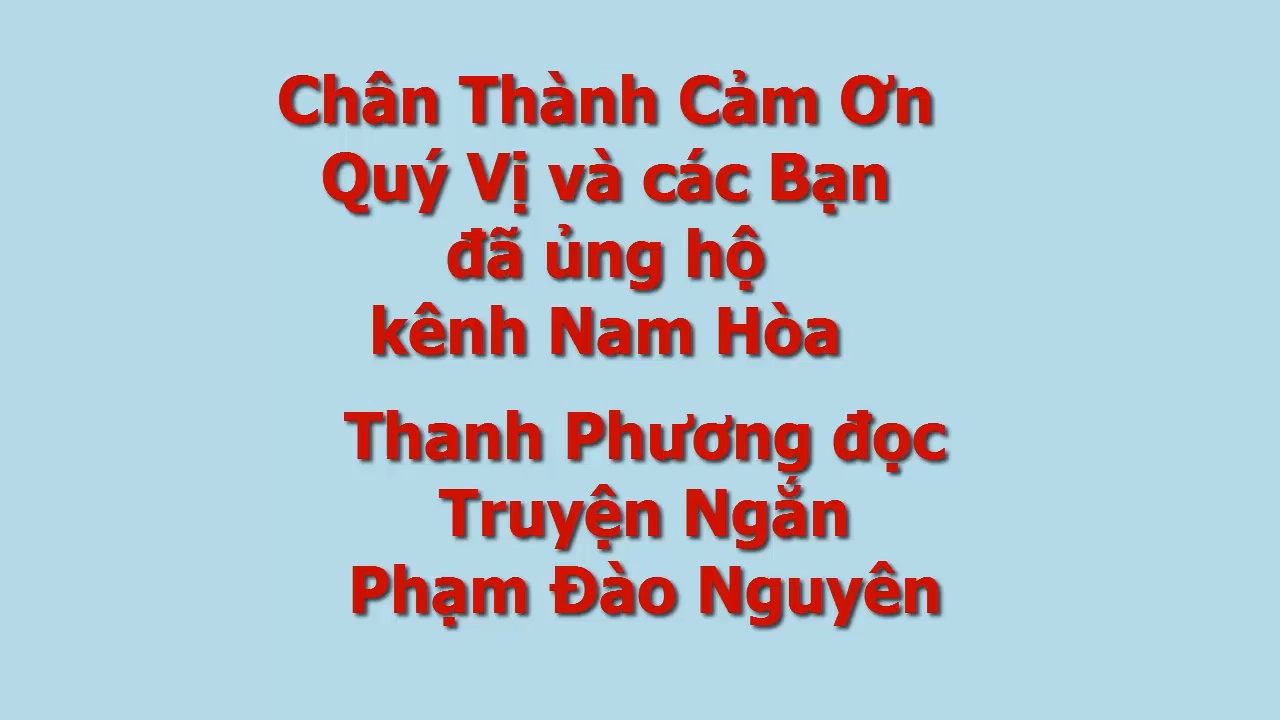 Chân Thành Cảm Ơn
Quý Vị và các Bạn
đã ủng hộ
kênh Nam Hòa
Thanh Phương đọc
Truyện Ngắn
Phạm Đào Nguyên